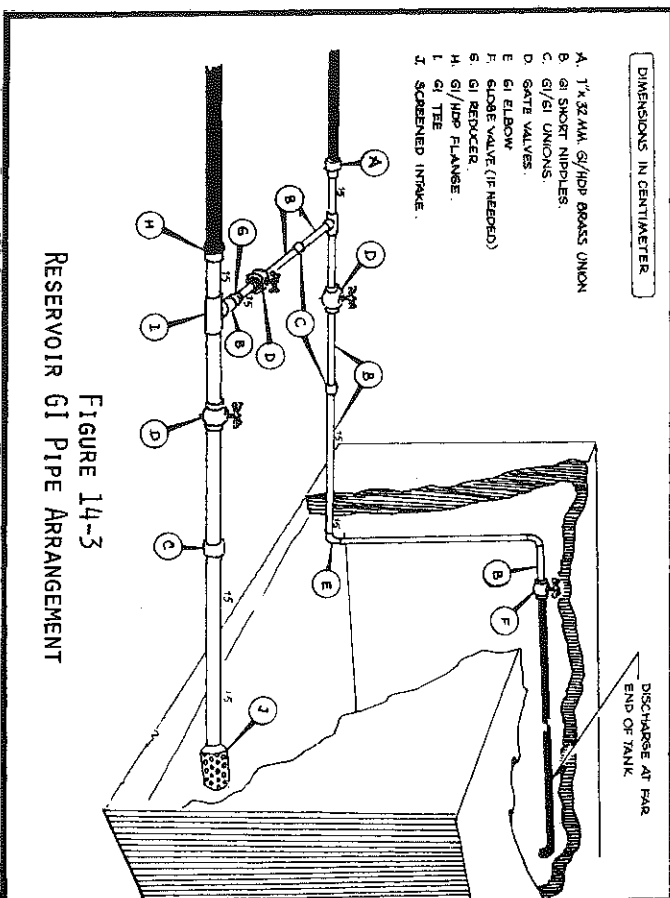 DIMENSIONS IN CENTIMETER
A. 1" x 32 MM. GI/HDP BRASS UNION
B. GI SHORT NIPPLES.
C. GI/GI UNIONS.
D. GATE VALVES.
E GI ELBOW
F. GLOBE VALVE (IF NEEDED)
G. GI REDUCER.
H. GI/HDP FLANGE.
I. GI TEE
J. SCREENED INTAKE.
A
15
B
D
C
B
15
15
E
B
F
DISCHARGE AT FAR
END OF TANK
H
15
G
15
B
D
I
D
C
15
15
J
FIGURE 14-3
RESERVOIR GI PIPE ARRANGEMENT